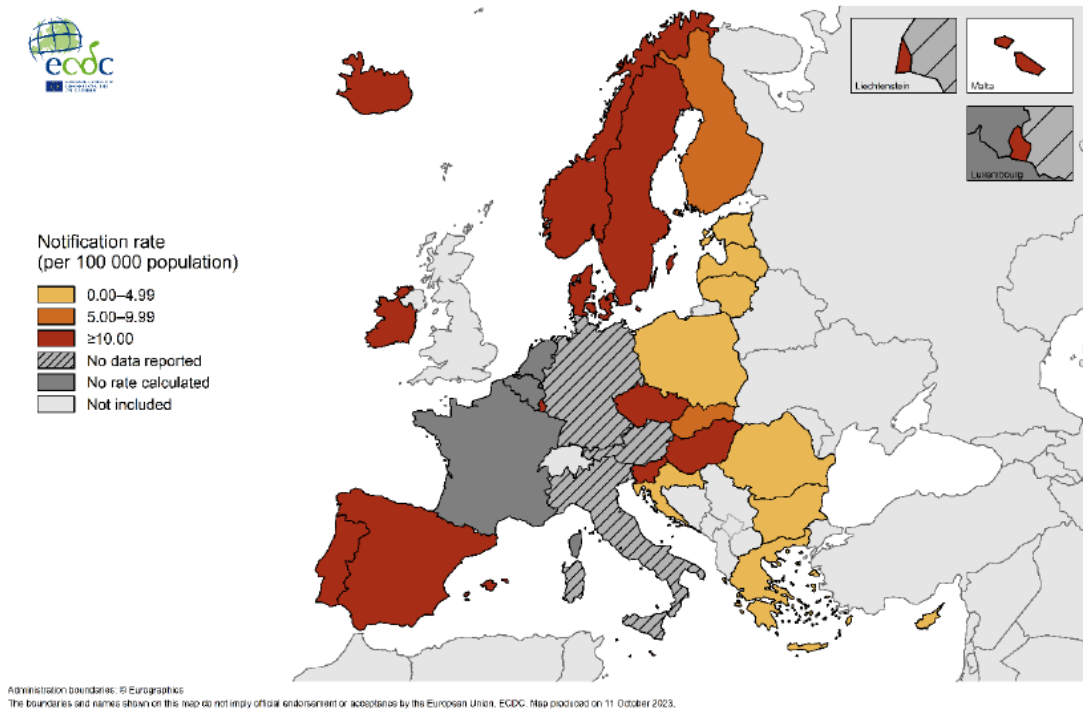 ecdc
Liechtenstein
Malta
Luxembourg
Notification rate
(per 100 000 population)
0.00–4.99
5.00–9.99
≥10.00
No data reported
No rate calculated
Not included
Administration boundaries: © Eurographics
The boundaries and names shown on this map do not imply official endorsement or acceptance by the European Union. ECDC. Map produced on 11 October 2023.